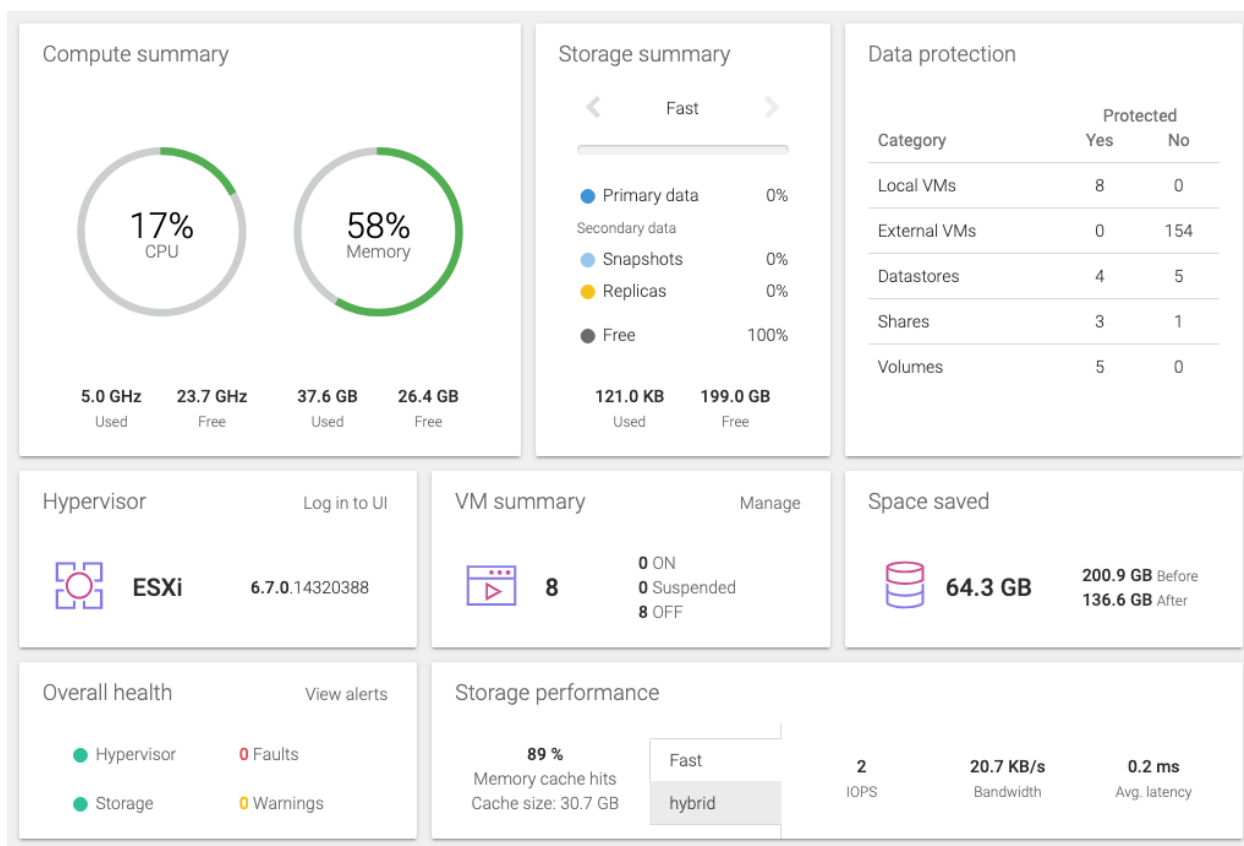 Compute summary
17%
CPU
58%
Memory
5.0 GHz 23.7 GHz 37.6 GB 26.4 GB
Used Free Used Free
Storage summary
Fast
Primary data 0%
Secondary data
Snapshots 0%
Replicas 0%
Free 100%
121.0 KB 199.0 GB
Used Free
Data protection
Protected
Category Yes No
Local VMs 8 0
External VMs 0 154
Datastores 4 5
Shares 3 1
Volumes 5 0
Hypervisor Log in to UI
ESXi 6.7.0.14320388
VM summary Manage
8
0 ON
0 Suspended
8 OFF
Space saved
64.3 GB
200.9 GB Before
136.6 GB After
Overall health View alerts
Hypervisor 0 Faults
Storage 0 Warnings
Storage performance
89 %
Memory cache hits
Cache size: 30.7 GB
Fast
hybrid
2 20.7 KB/s 0.2 ms
IOPS Bandwidth Avg. latency